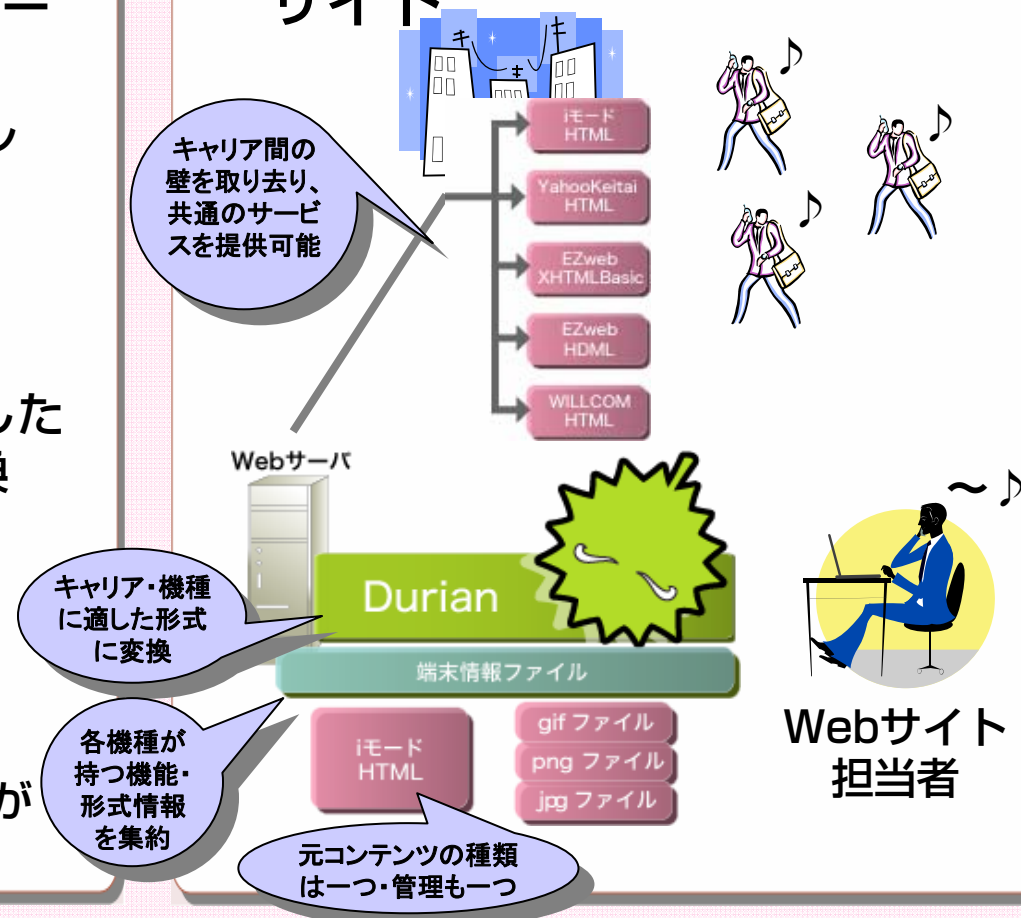 サイト
した
が
キャリア間の
壁を取り去り、
共通のサービ
スを提供可能
iモード
HTML
YahooKeitai
HTML
EZweb
XHTMLBasic
EZweb
HDML
WILLCOM
HTML
Webサーバ
Durian
キャリア・機種
に適した形式
に変換
端末情報ファイル
各機種が
持つ機能・
形式情報
を集約
iモード
HTML
gif ファイル
png ファイル
jpg ファイル
元コンテンツの種類
は一つ・管理も一つ
～♪
Webサイト
担当者